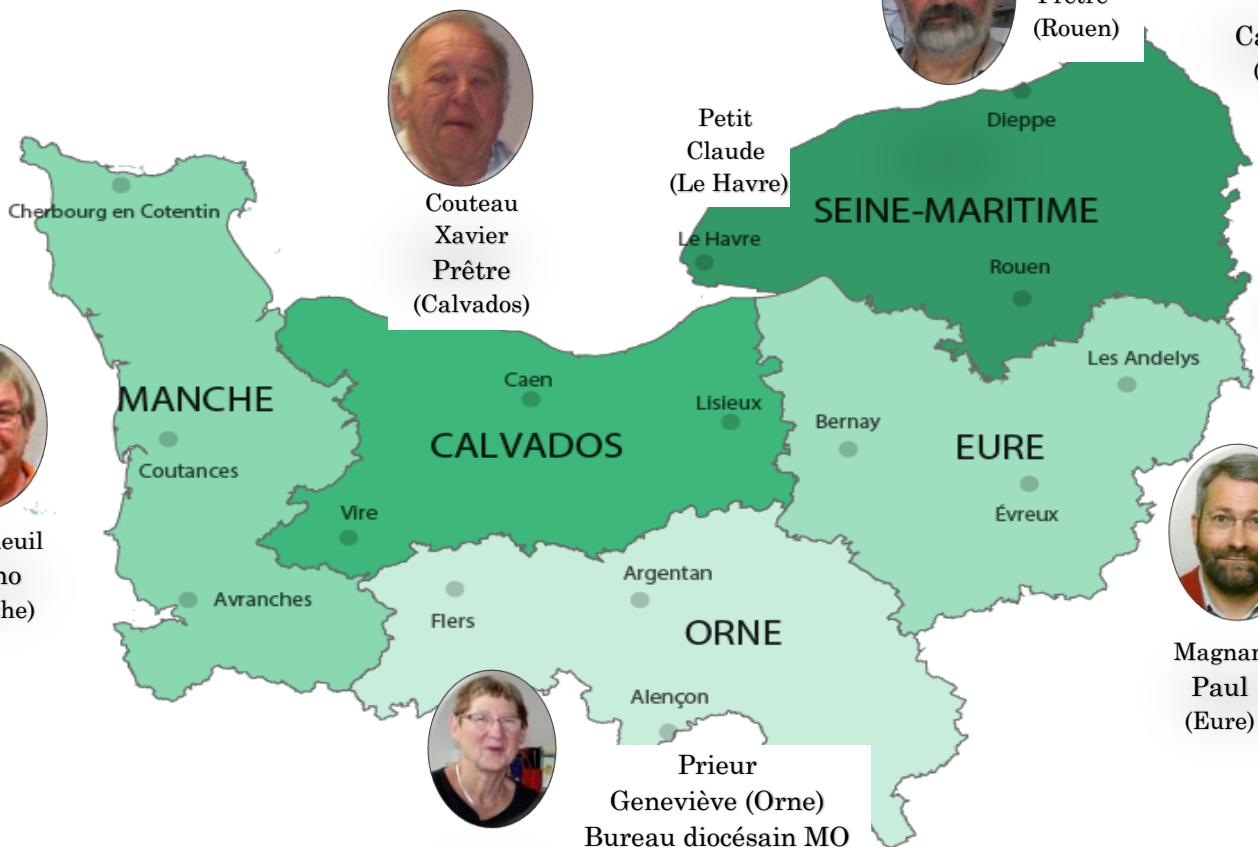 (Rouen)
Petit
Claude
(Le Havre)
Dieppe
Cherbourg en Cotentin
Couteau
Xavier
Prêtre
(Calvados)
SEINE-MARITIME
Le Havre
Rouen
MANCHE
Caen
Lisieux
Les Andelys
CALVADOS
Bernay
EURE
Coutances
Vire
Évreux
Avranches
Argentan
Flers
ORNE
Alençon
Paul
(Eure)
Prieur
Geneviève (Orne)
Bureau diocésain MO